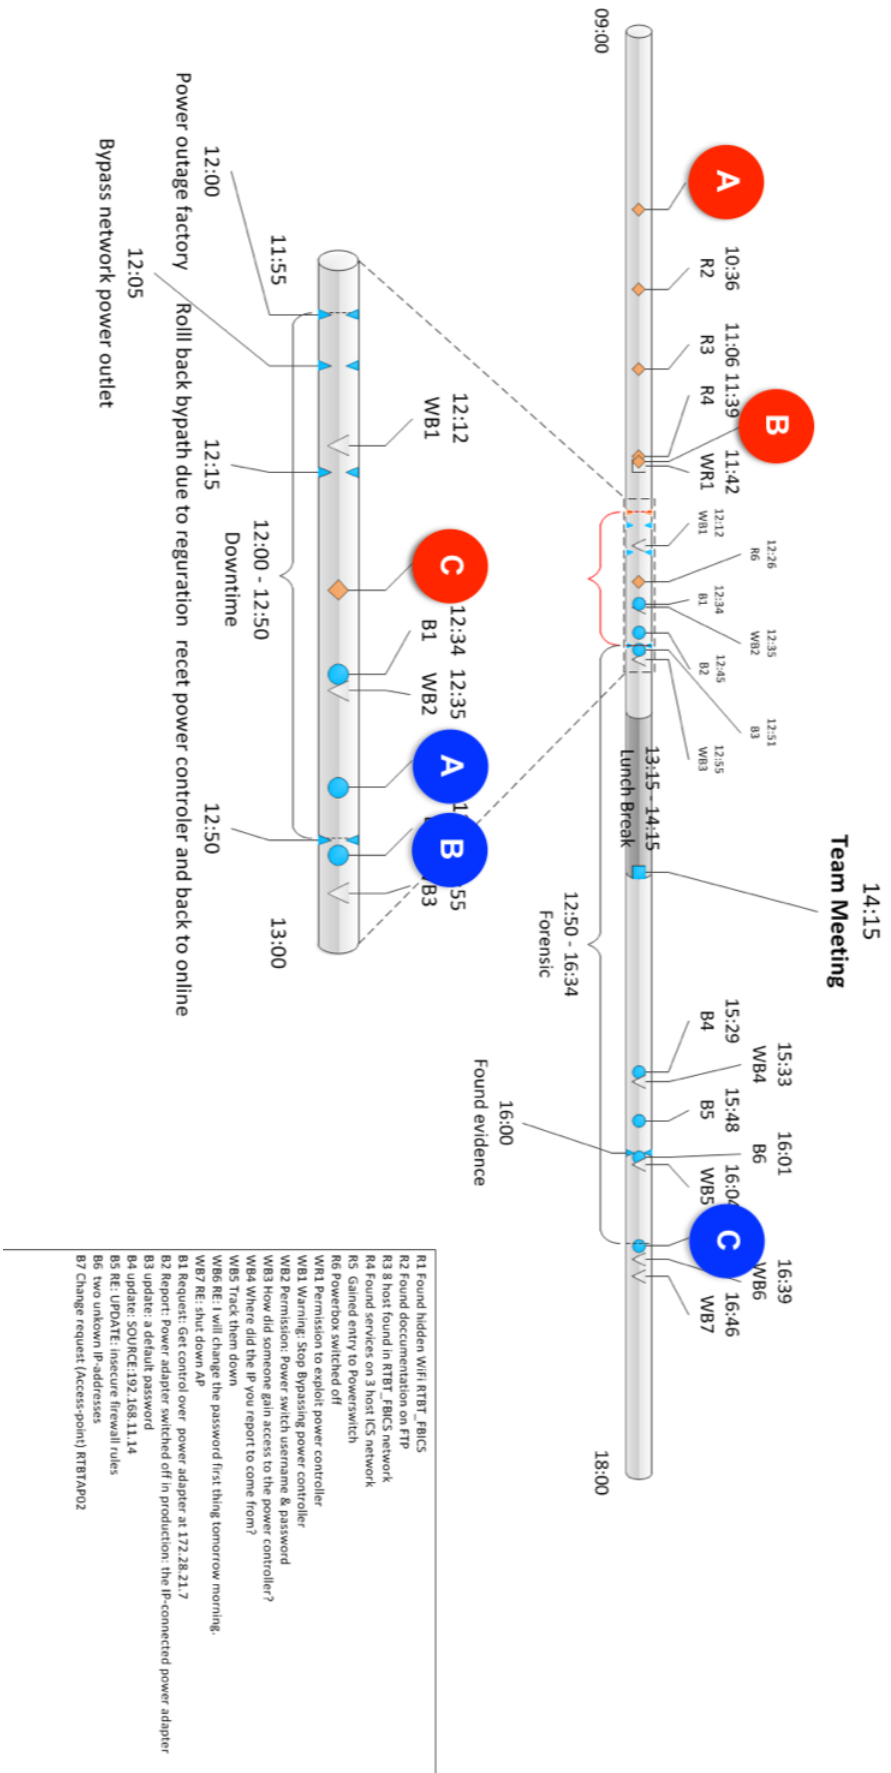 14:15
Team Meeting
A
10:36
R2
11:06
R3
11:39
R4
B
11:42
WR1
12:12
WB1
12:26
R6
12:34
B1
12:35
WB2
12:45
B2
12:51
B3
12:55
WB3
13:15 - 14:15
Lunch Break
15:29
B4
15:33
WB4
15:48
B5
16:01
B6
16:04
WB5
C
16:39
WB6
16:46
WB7
09:00
18:00
12:50 - 16:34
Forensic
16:00
Found evidence
12:12
WB1
C
12:34
B1
12:35
WB2
A
B
55
B3
11:55
13:00
12:00 - 12:50
Downtime
12:00
Power outage factory
12:05
Bypass network power outlet
12:15
Rolll back bypath due to reguration
12:50
recet power controler and back to online
R1 Found hidden WiFi RTBT_FBICS
R2 Found doccumentation on FTP
R3 8 host found in RTBT_FBICS network
R4 Found services on 3 host ICS network
R5 Gained entry to Powerswitch
R6 Powerbox switched off
WR1 Permission to exploit power controller
WB1 Warning: Stop Bypassing power controller
WB2 Permission: Power switch username & password
WB3 How did someone gain access to the power controller?
WB4 Where did the IP you report to come from?
WB5 Track them down
WB6 RE: I will change the password first thing tomorrow morning.
WB7 RE: shut down AP
B1 Request: Get control over power adapter at 172.28.21.7
B2 Report: Power adapter switched off in production: the IP-connected power adapter
B3 update: a default password
B4 update: SOURCE:192.168.11.14
B5 RE: UPDATE: insecure firewall rules
B6 two unkown IP-addresses
B7 Change request (Access-point) RTBTAP02